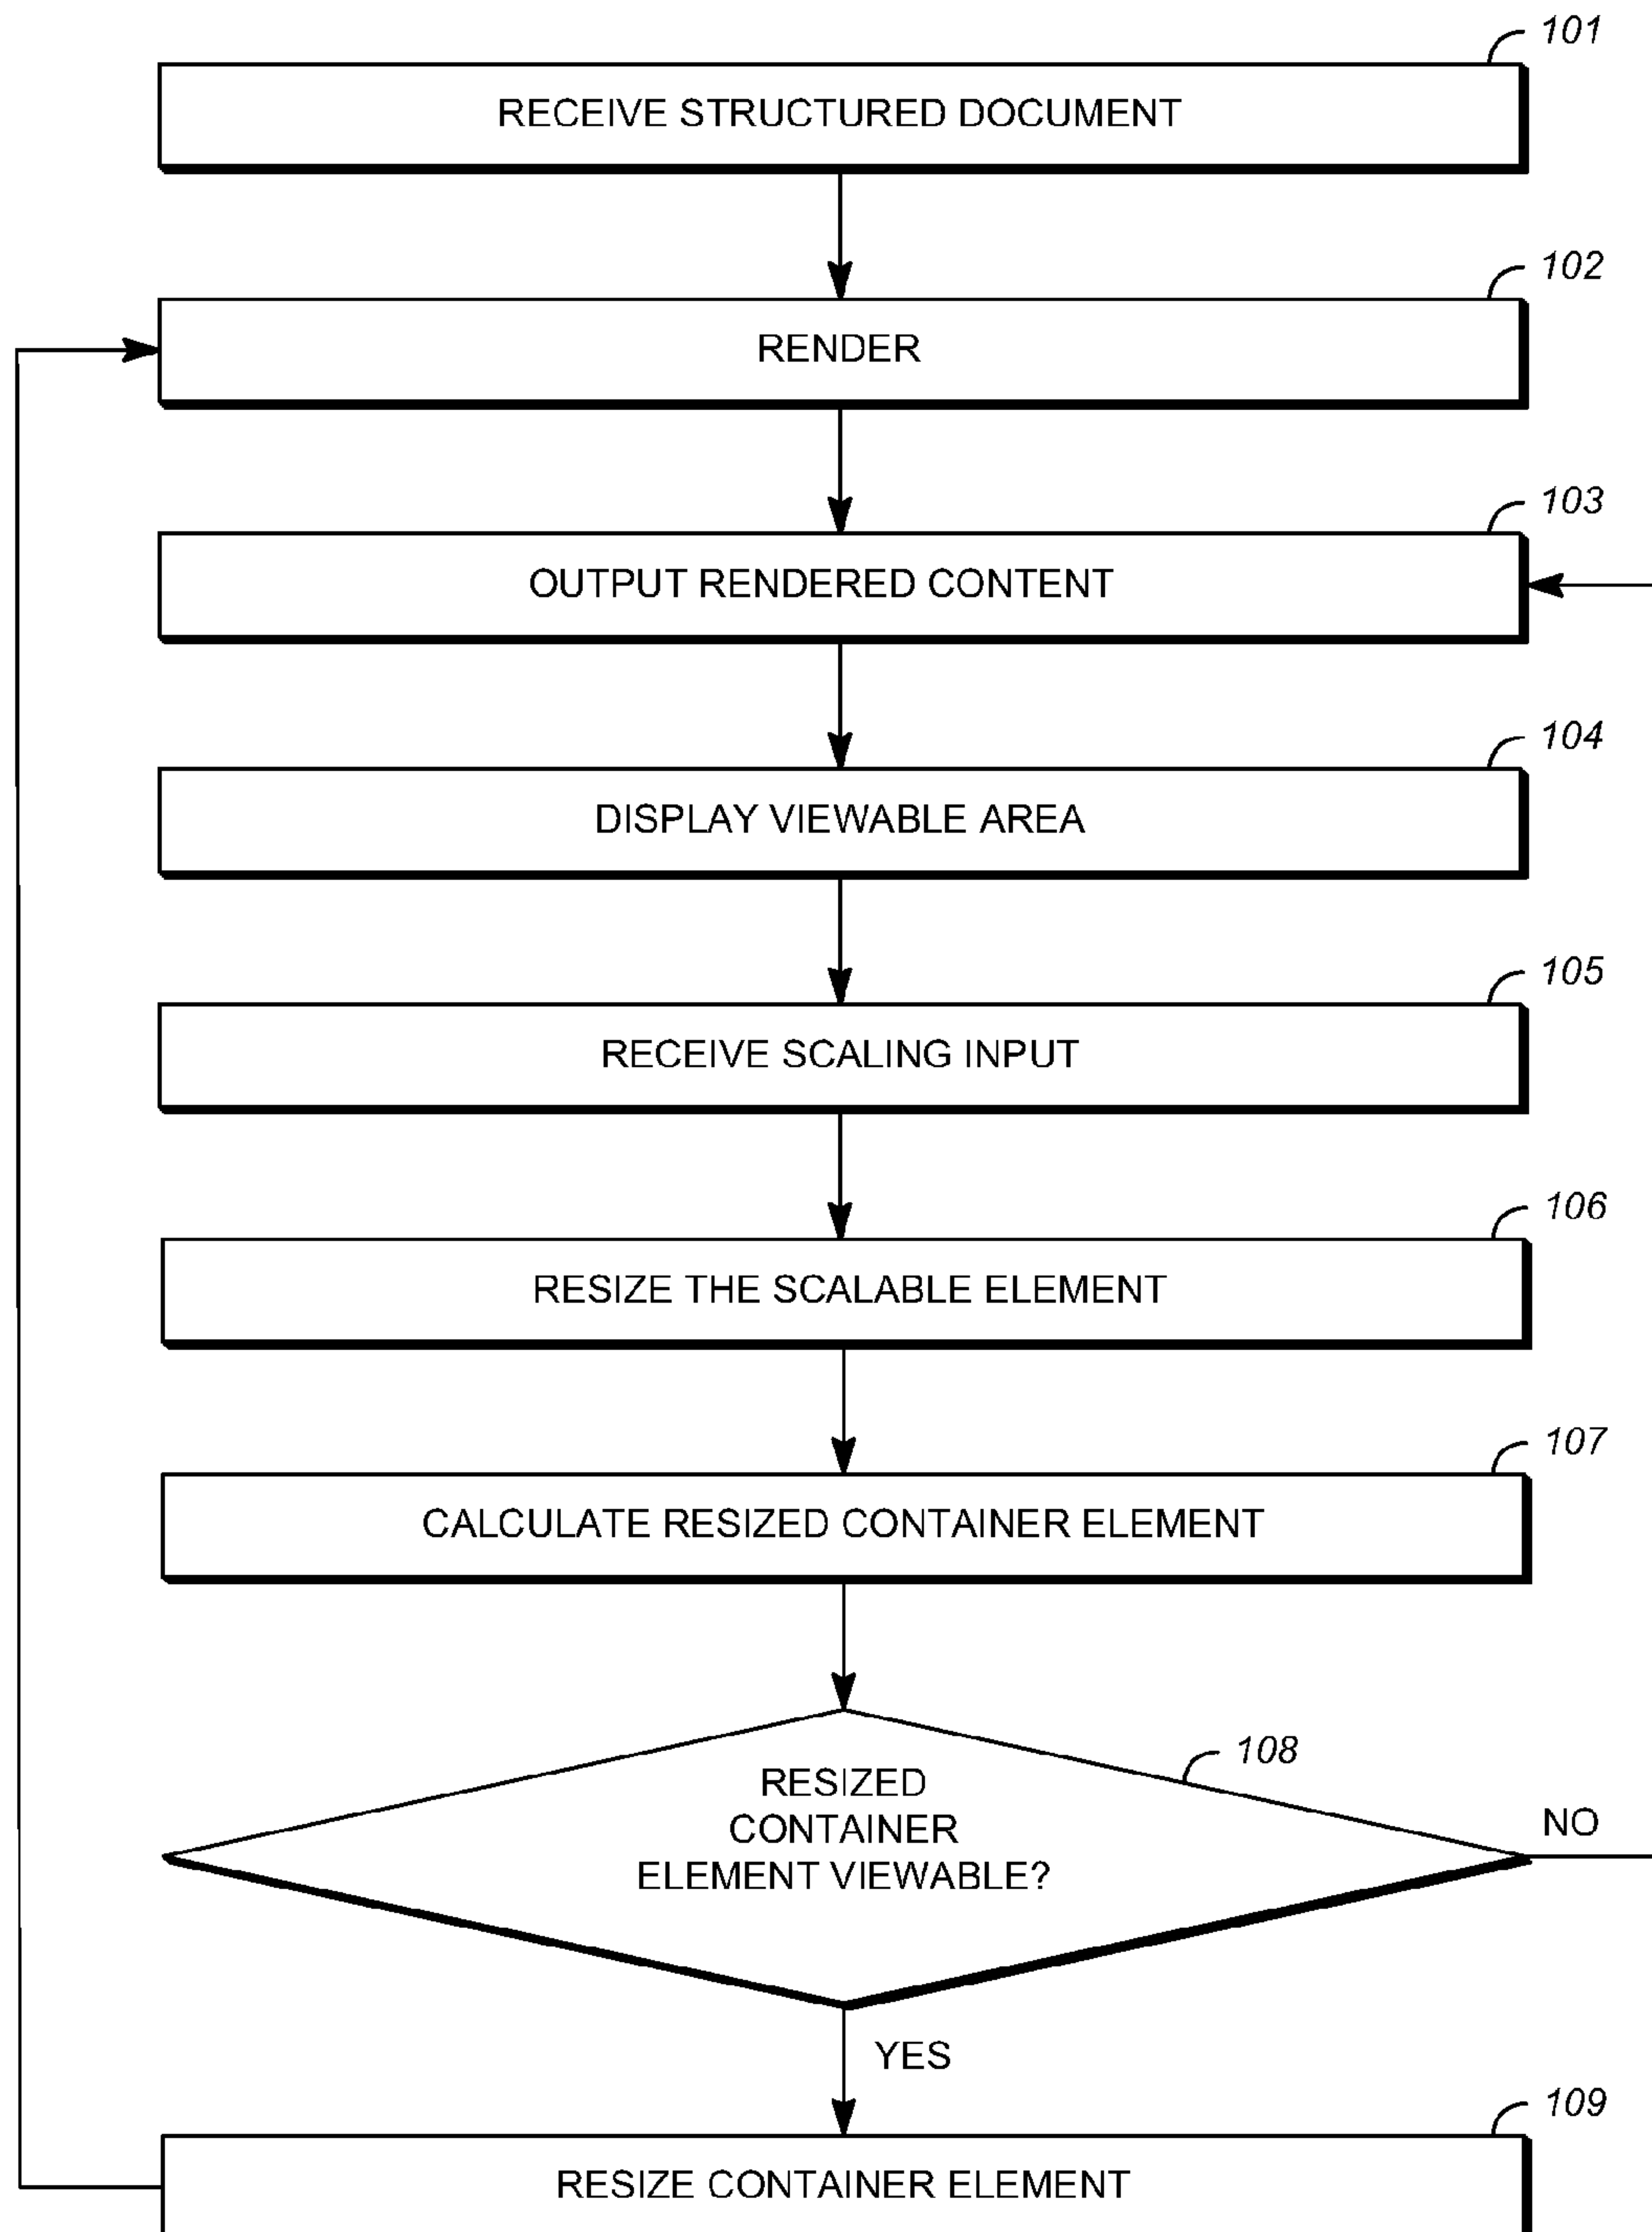 101
RECEIVE STRUCTURED DOCUMENT
102
RENDER
103
OUTPUT RENDERED CONTENT
104
DISPLAY VIEWABLE AREA
105
RECEIVE SCALING INPUT
106
RESIZE THE SCALABLE ELEMENT
107
CALCULATE RESIZED CONTAINER ELEMENT
108
RESIZED
CONTAINER
ELEMENT VIEWABLE?
NO
YES
109
RESIZE CONTAINER ELEMENT